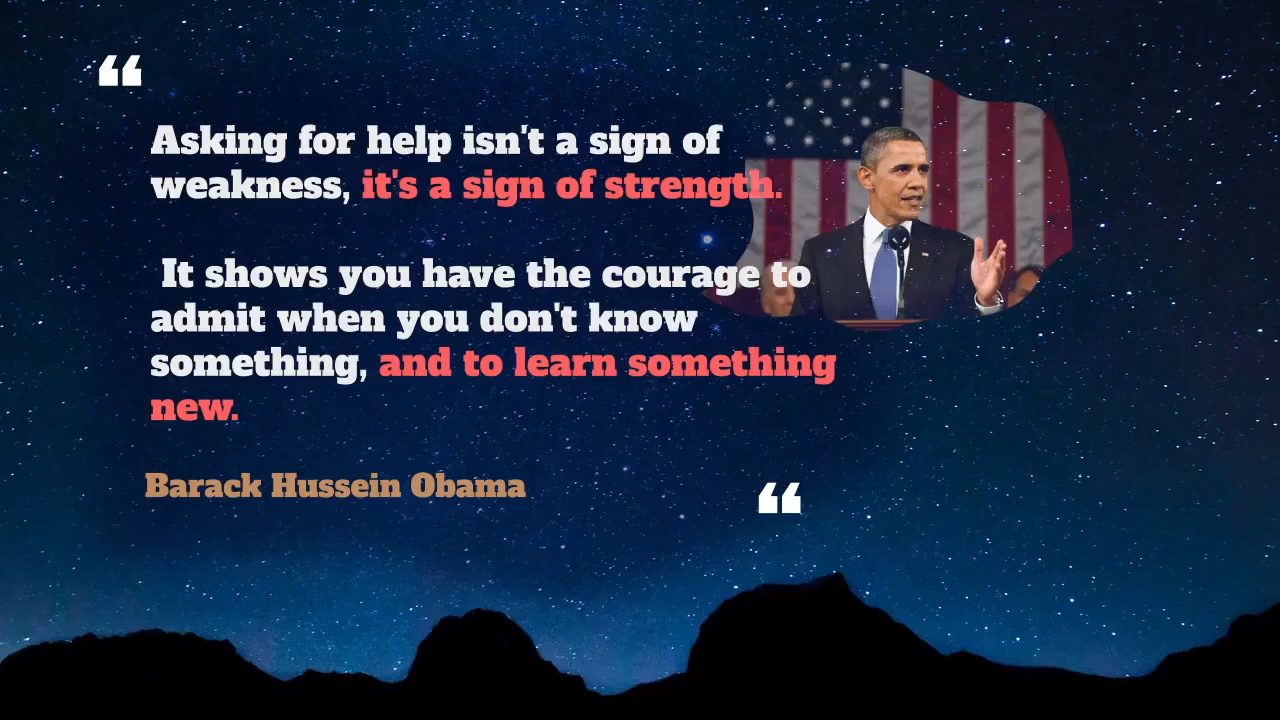 ❝
Asking for help isn't a sign of
weakness, it's a sign of strength.
It shows you have the courage to
admit when you don't know
something, and to learn something
new.
Barack Hussein Obama
❝